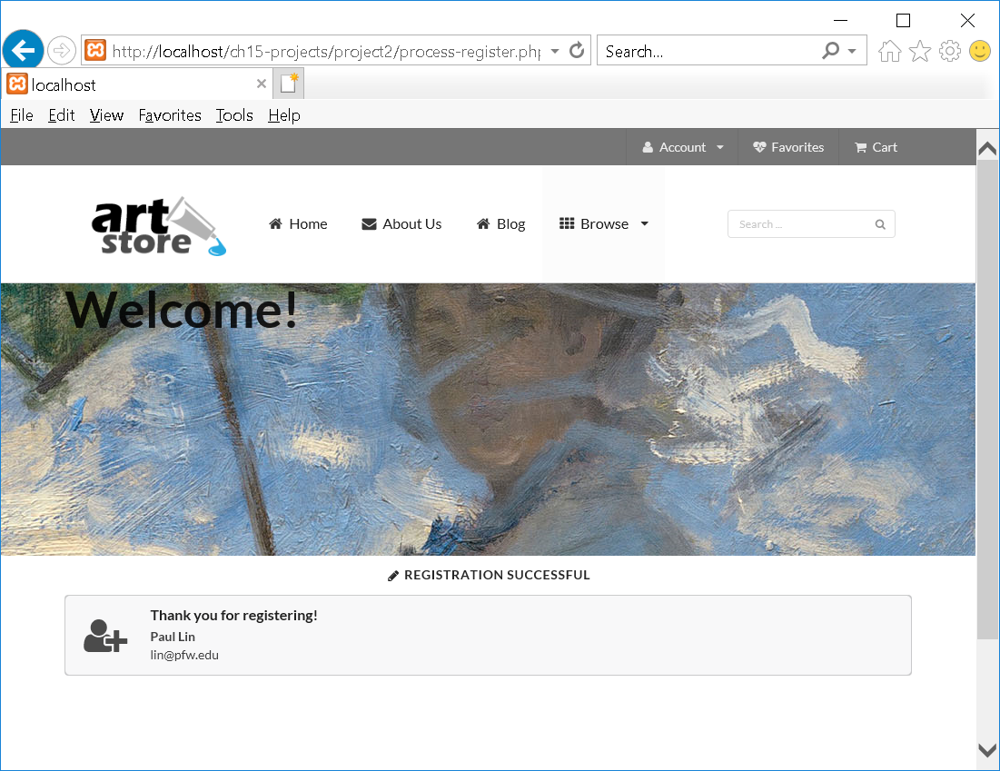 http://localhost/ch15-projects/project2/process-register.php
Search...
localhost
File Edit View Favorites Tools Help
Account Favorites Cart
art store
Home About Us Blog Browse
Search ...
Welcome!
REGISTRATION SUCCESSFUL
Thank you for registering!
Paul Lin
lin@pfw.edu